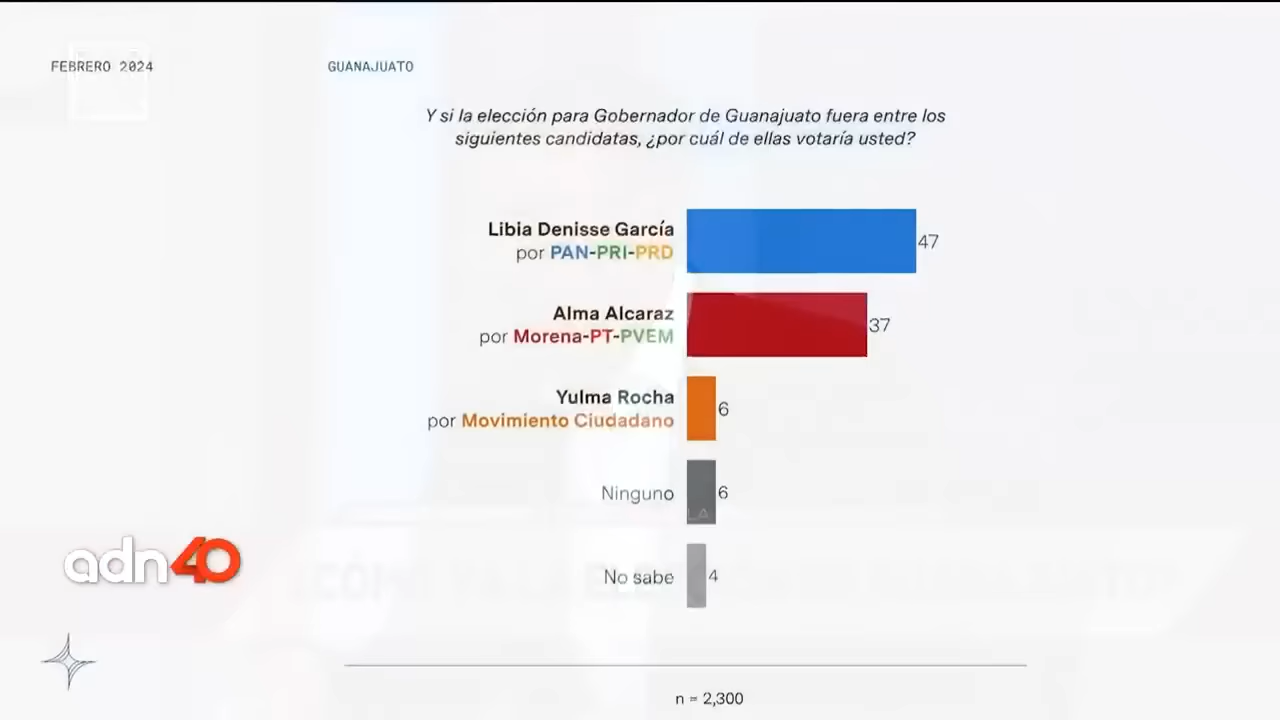 FEBRERO 2024
GUANAJUATO
Y si la elección para Gobernador de Guanajuato fuera entre los
siguientes candidatas, ¿por cuál de ellas votaría usted?
Libia Denisse García
por PAN-PRI-PRD
47
Alma Alcaraz
por Morena-PT-PVEM
37
Yulma Rocha
por Movimiento Ciudadano
6
Ninguno
6
LA
No sabe
4
adn40
n = 2,300